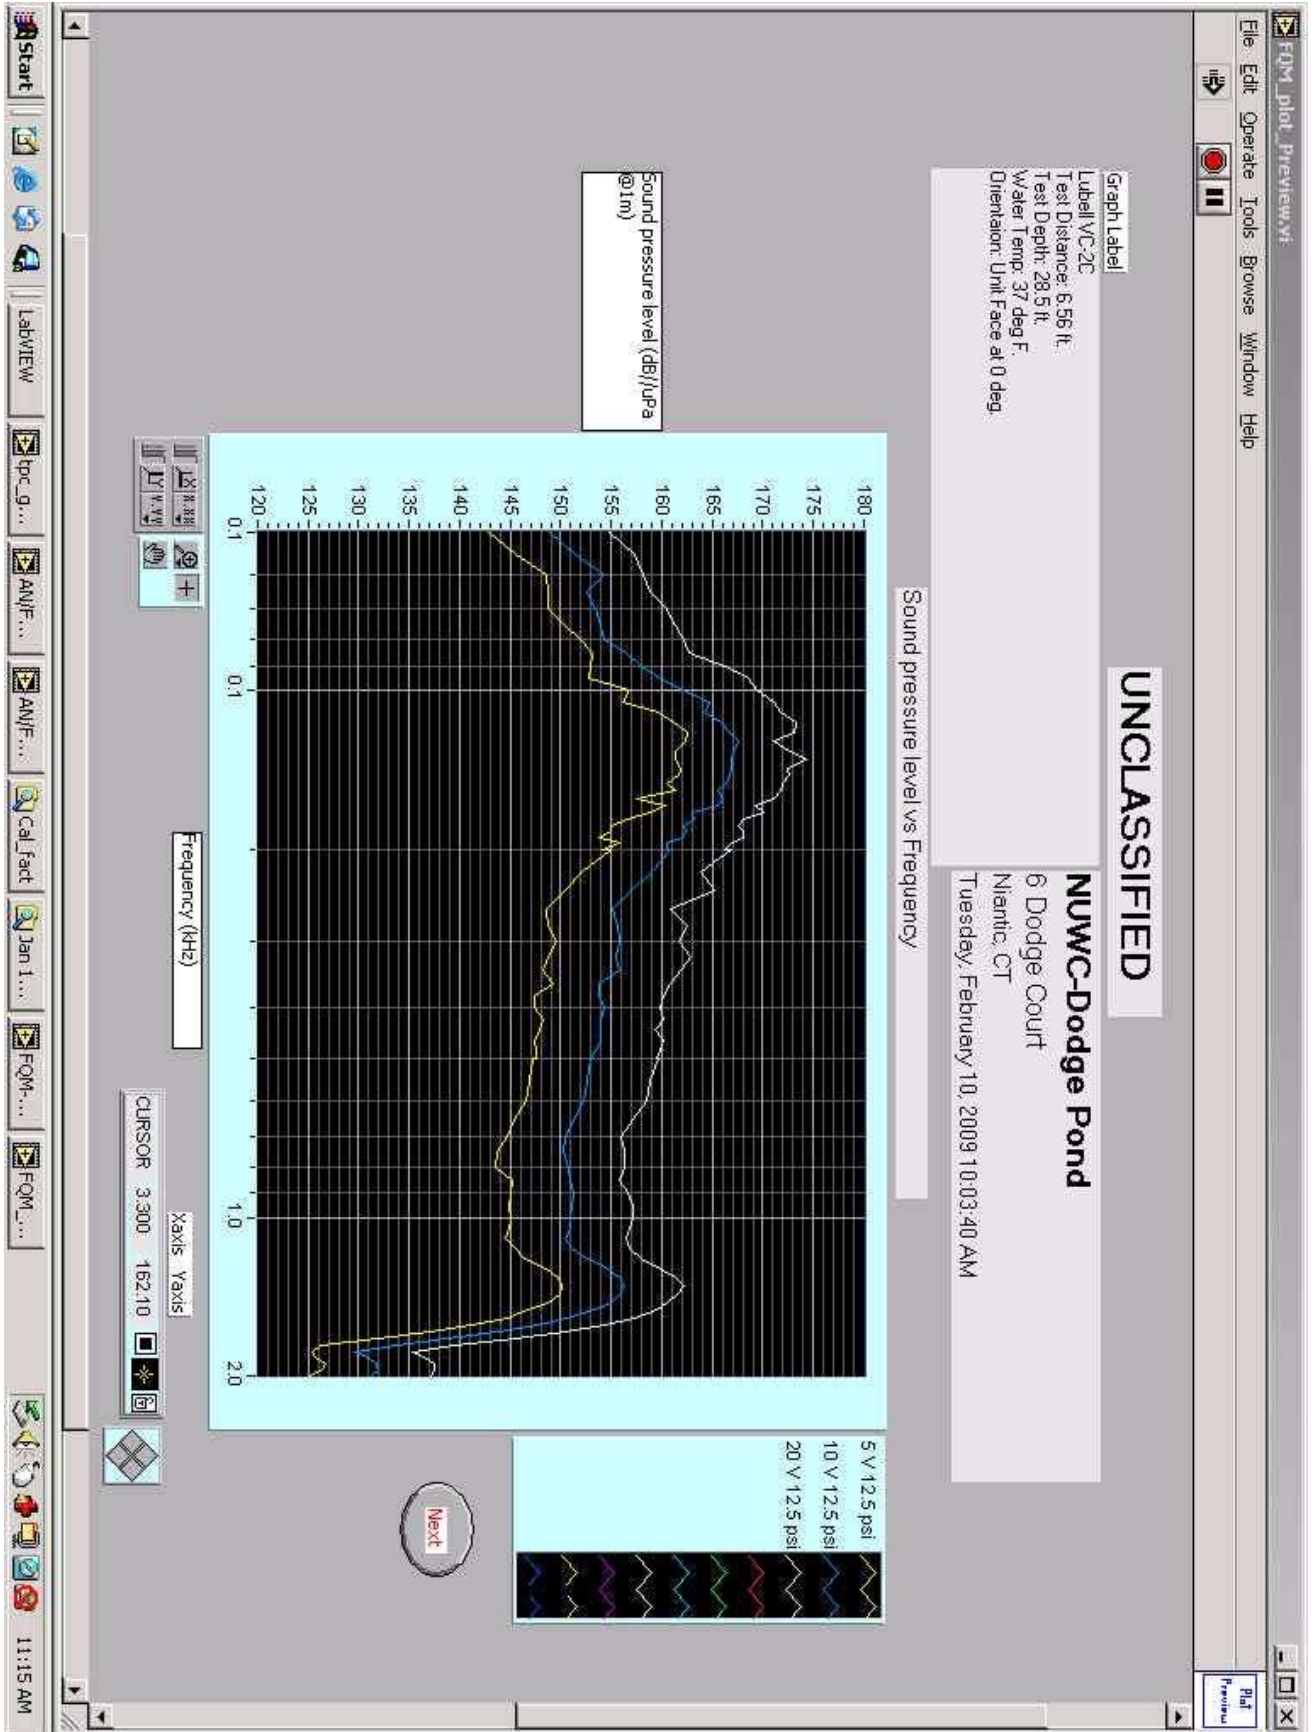 FQM_plot_Preview.vi
File Edit Operate Tools Browse Window Help
Plot
Preview
UNCLASSIFIED
Graph Label
Lubell VC-2C
Test Distance: 6.56 ft.
Test Depth: 28.5 ft.
Water Temp: 37 deg F.
Orientaion: Unit Face at 0 deg.
NUWC-Dodge Pond
6 Dodge Court
Niantic, CT
Tuesday, February 10, 2009 10:03:40 AM
Sound pressure level vs Frequency
Sound pressure level (dB//uPa
@1m)
180
175
170
165
160
155
150
145
140
135
130
125
120
0.1
0.1
1.0
2.0
5 V 12.5 psi
10 V 12.5 psi
20 V 12.5 psi
Next
Frequency (kHz)
Xaxis Yaxis
CURSOR 3.300 162.10
Start
LabVIEW
tpc_g...
AN/F...
AN/F...
Cal_fact
Jan 1...
FQM-...
FQM_...
11:15 AM